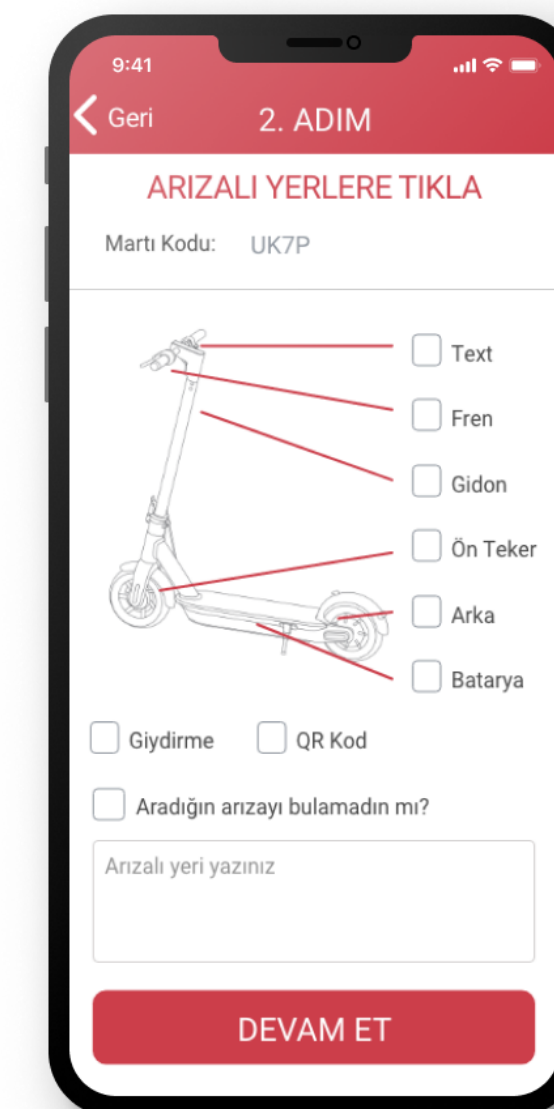 9:41
Geri 2. ADIM
ARIZALI YERLERE TIKLA
Martı Kodu: UK7P
Text
Fren
Gidon
Ön Teker
Arka
Batarya
Giydirme QR Kod
Aradığın arızayı bulamadın mı?
Arızalı yeri yazınız
DEVAM ET